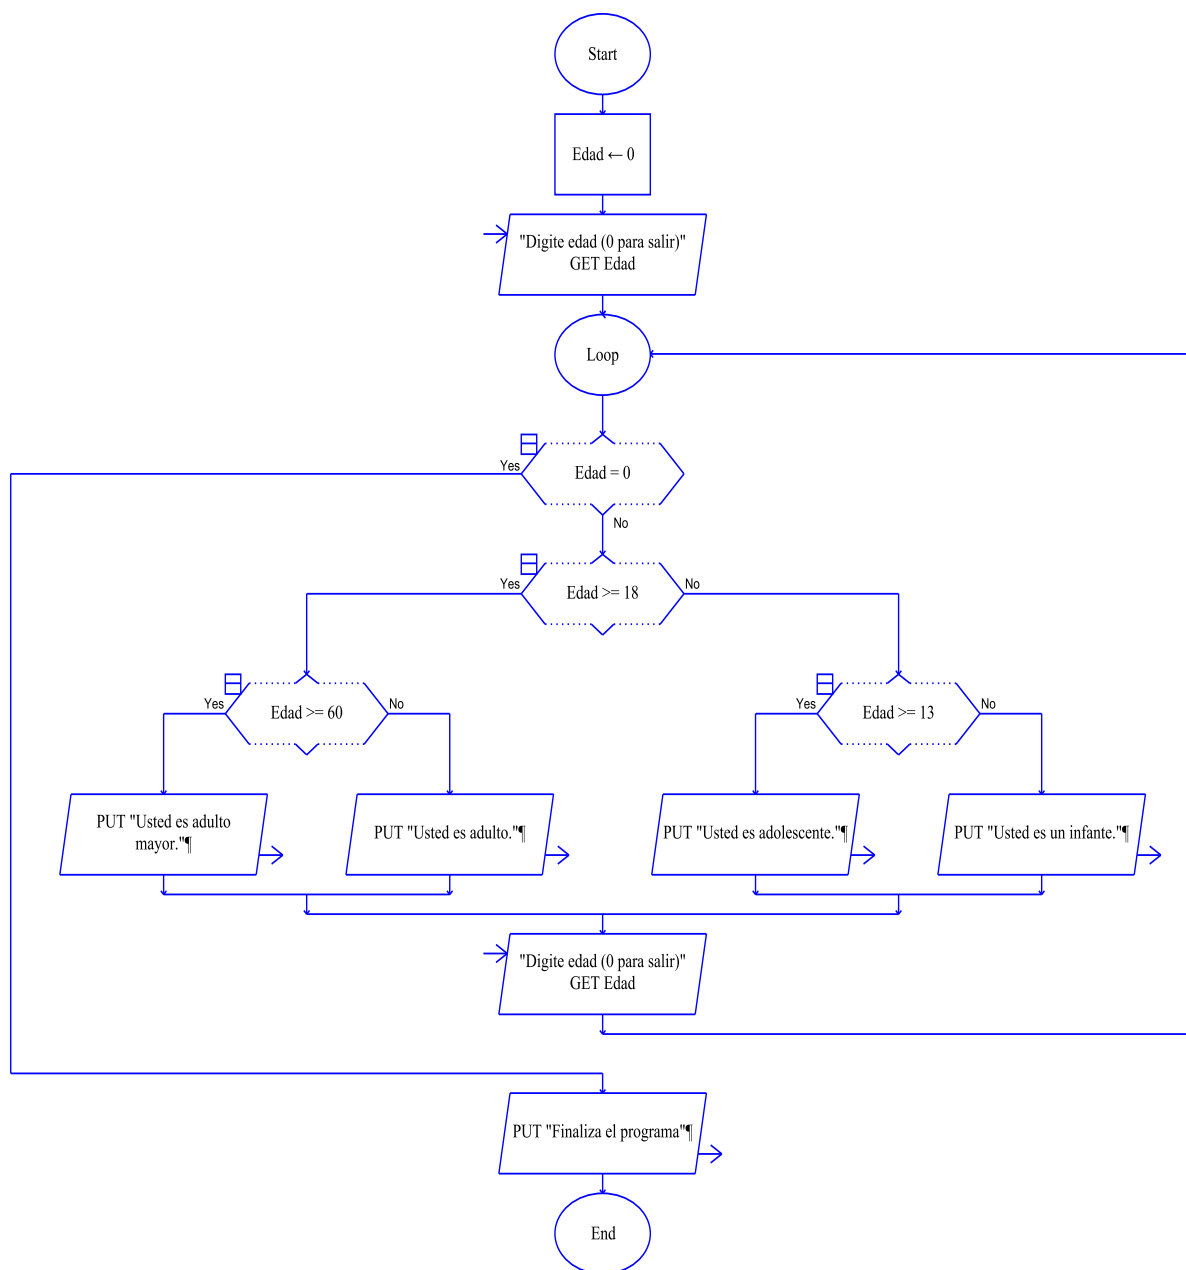 Start
Edad ← 0
"Digite edad (0 para salir)"
GET Edad
Loop
Edad = 0
Yes
No
Edad >= 18
Yes
No
Edad >= 60
Yes
No
Edad >= 13
Yes
No
PUT "Usted es adulto
mayor."¶
PUT "Usted es adulto."¶
PUT "Usted es adolescente."¶
PUT "Usted es un infante."¶
"Digite edad (0 para salir)"
GET Edad
PUT "Finaliza el programa"¶
End